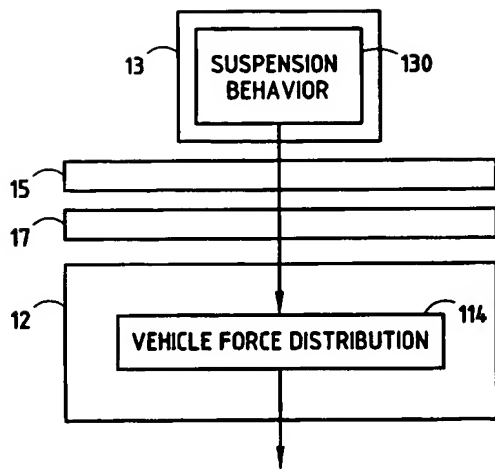 13
SUSPENSION
BEHAVIOR
130
15
17
12
114
VEHICLE FORCE DISTRIBUTION